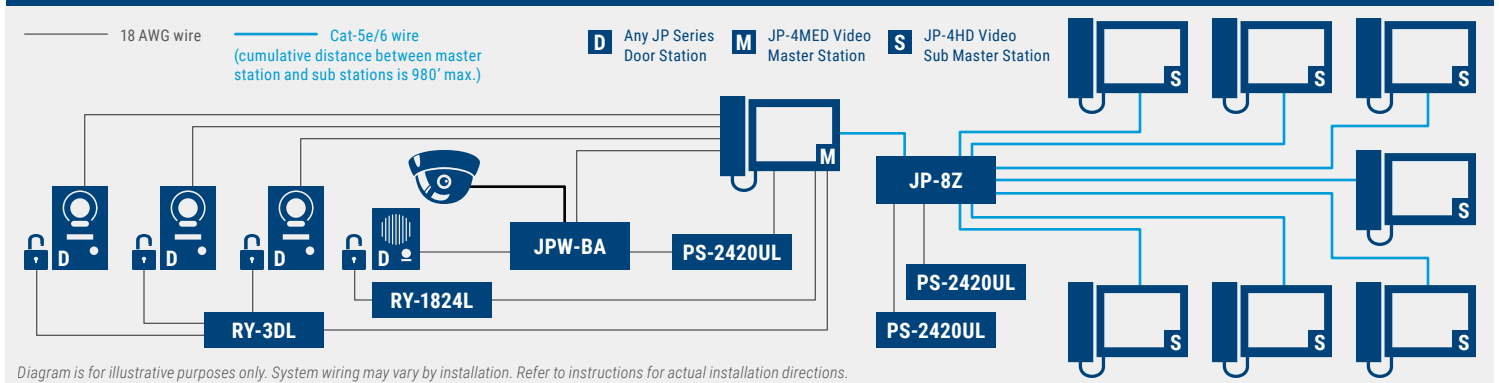 18 AWG wire
Cat-5e/6 wire
(cumulative distance between master
station and sub stations is 980’ max.)
D
Any JP Series
Door Station
M
JP-4MED Video
Master Station
S
JP-4HD Video
Sub Master Station
S
S
S
M
JP-8Z
S
D
D
D
D
JPW-BA
PS-2420UL
PS-2420UL
RY-1824L
RY-3DL
PS-2420UL
S
S
S
Diagram is for illustrative purposes only. System wiring may vary by installation. Refer to instructions for actual installation directions.